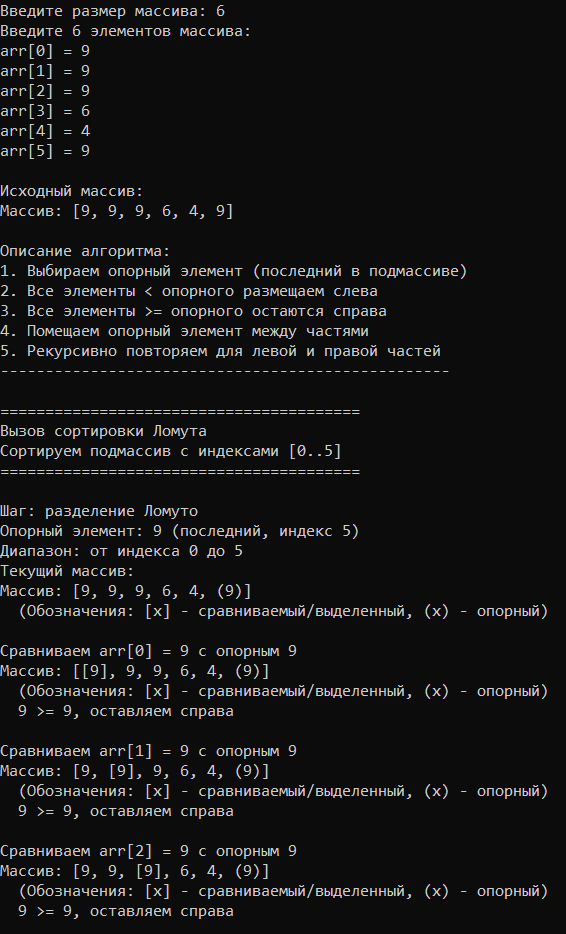 Введите размер массива: 6
Введите 6 элементов массива:
arr[0] = 9
arr[1] = 9
arr[2] = 9
arr[3] = 6
arr[4] = 4
arr[5] = 9
Исходный массив:
Массив: [9, 9, 9, 6, 4, 9]
Описание алгоритма:
1. Выбираем опорный элемент (последний в подмассиве)
2. Все элементы < опорного размещаем слева
3. Все элементы >= опорного остаются справа
4. Помещаем опорный элемент между частями
5. Рекурсивно повторяем для левой и правой частей
--------------------------------------------------
========================================
Вызов сортировки Ломута
Сортируем подмассив с индексами [0..5]
========================================
Шаг: разделение Ломуто
Опорный элемент: 9 (последний, индекс 5)
Диапазон: от индекса 0 до 5
Текущий массив:
Массив: [9, 9, 9, 6, 4, (9)]
(Обозначения: [x] - сравниваемый/выделенный, (x) - опорный)
Сравниваем arr[0] = 9 с опорным 9
Массив: [[9], 9, 9, 6, 4, (9)]
(Обозначения: [x] - сравниваемый/выделенный, (x) - опорный)
9 >= 9, оставляем справа
Сравниваем arr[1] = 9 с опорным 9
Массив: [9, [9], 9, 6, 4, (9)]
(Обозначения: [x] - сравниваемый/выделенный, (x) - опорный)
9 >= 9, оставляем справа
Сравниваем arr[2] = 9 с опорным 9
Массив: [9, 9, [9], 6, 4, (9)]
(Обозначения: [x] - сравниваемый/выделенный, (x) - опорный)
9 >= 9, оставляем справа